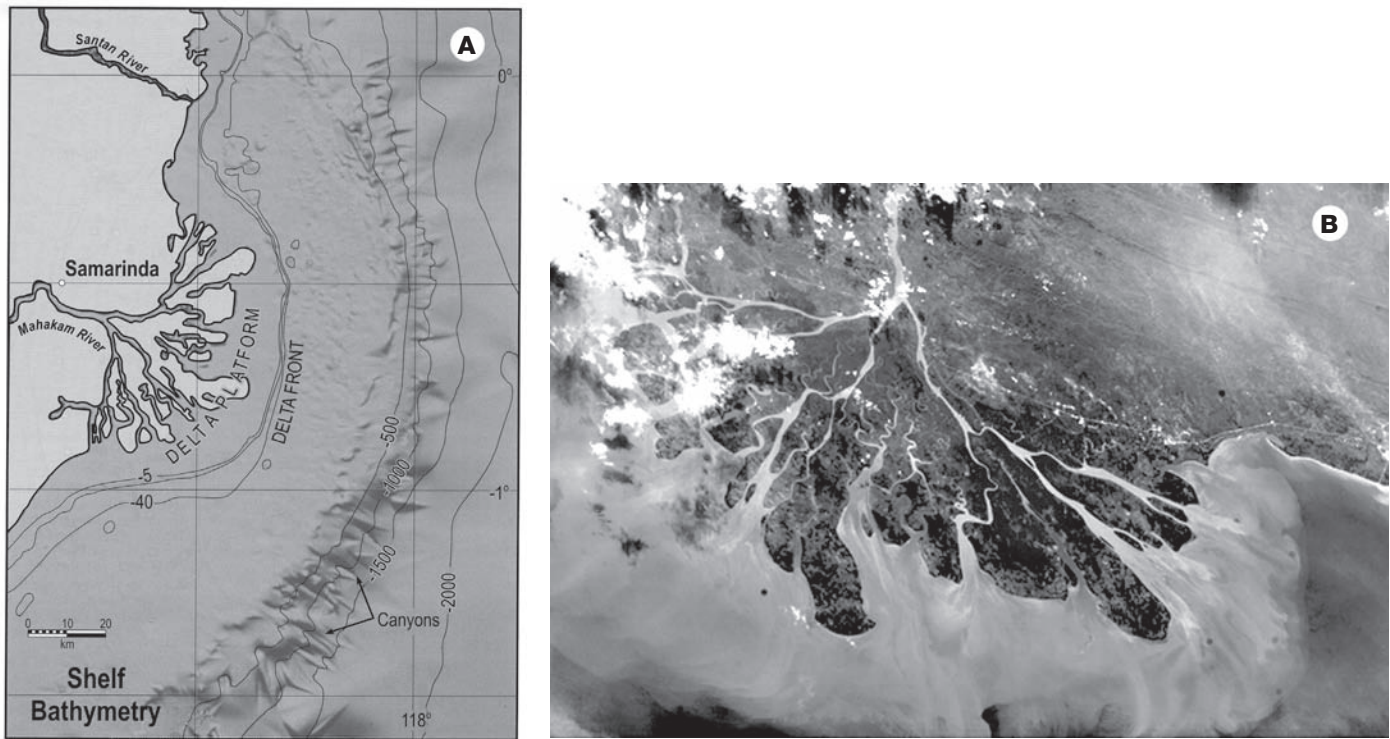 A
Santan River
0°
Samarinda
Mahakam River
DELTA PLATFORM
DELTA FRONT
-5
-40
-500
-1000
-1500
-2000
-1°
Canyons
0 10 20
km
Shelf
Bathymetry
118°
B